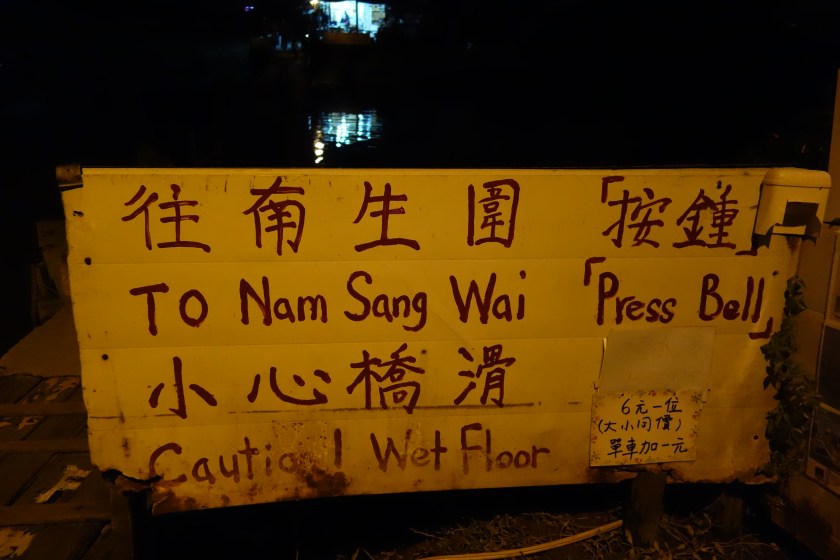 往南生圍 「按鍾」
TO Nam Sang Wai 「Press Bell」
小心橋滑
Caution! Wet Floor
6元一位
(大小同價)
單車加一元